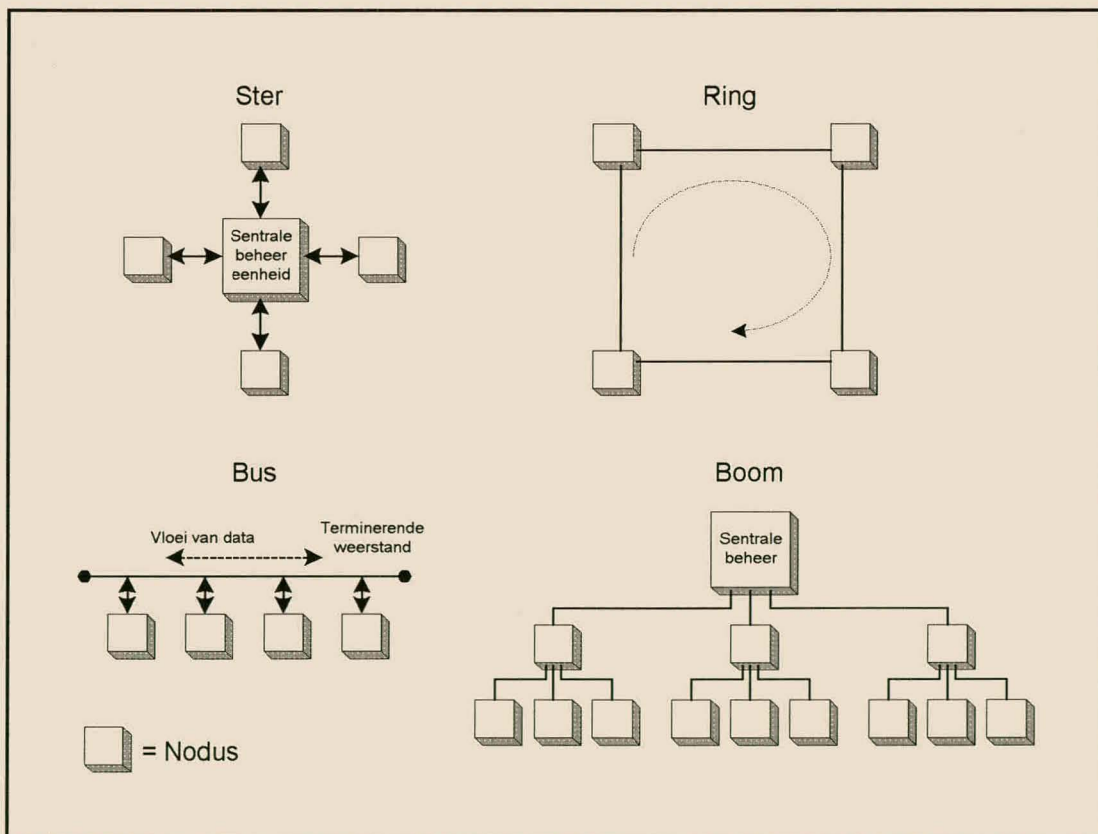 Ster
Ring
Sentrale
beheer
eenheid
Bus
Boom
Vloei van data
Terminerende
weerstand
Sentrale
beheer
= Nodus